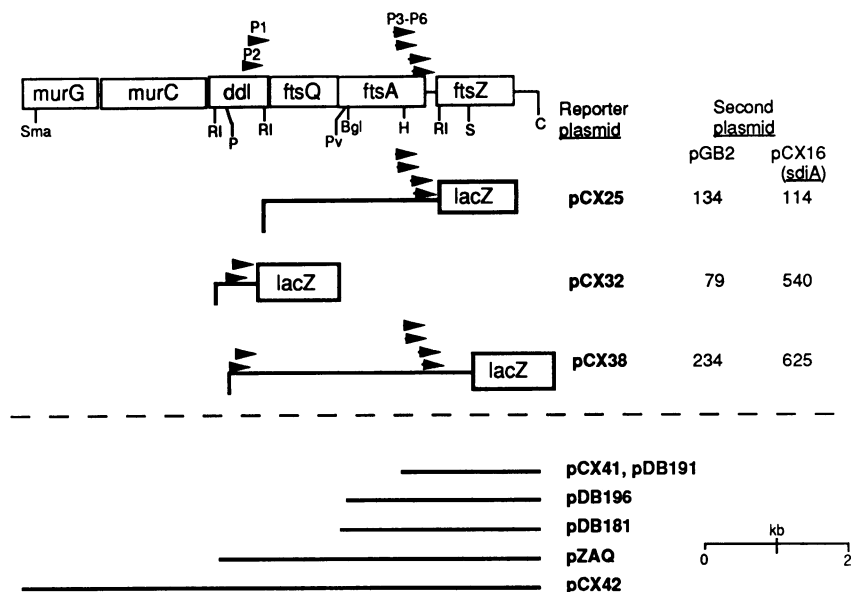 P1
P2
P3-P6
murG murC ddl ftsQ ftsA ftsZ
Sma RI P RI Pv Bgl H RI S C
Reporter plasmid
Second plasmid
pGB2 pCX16 (sdiA)
lacZ pCX25 134 114
lacZ pCX32 79 540
lacZ pCX38 234 625
pCX41, pDB191
pDB196
pDB181
kb
pZAQ
0 1 2
pCX42